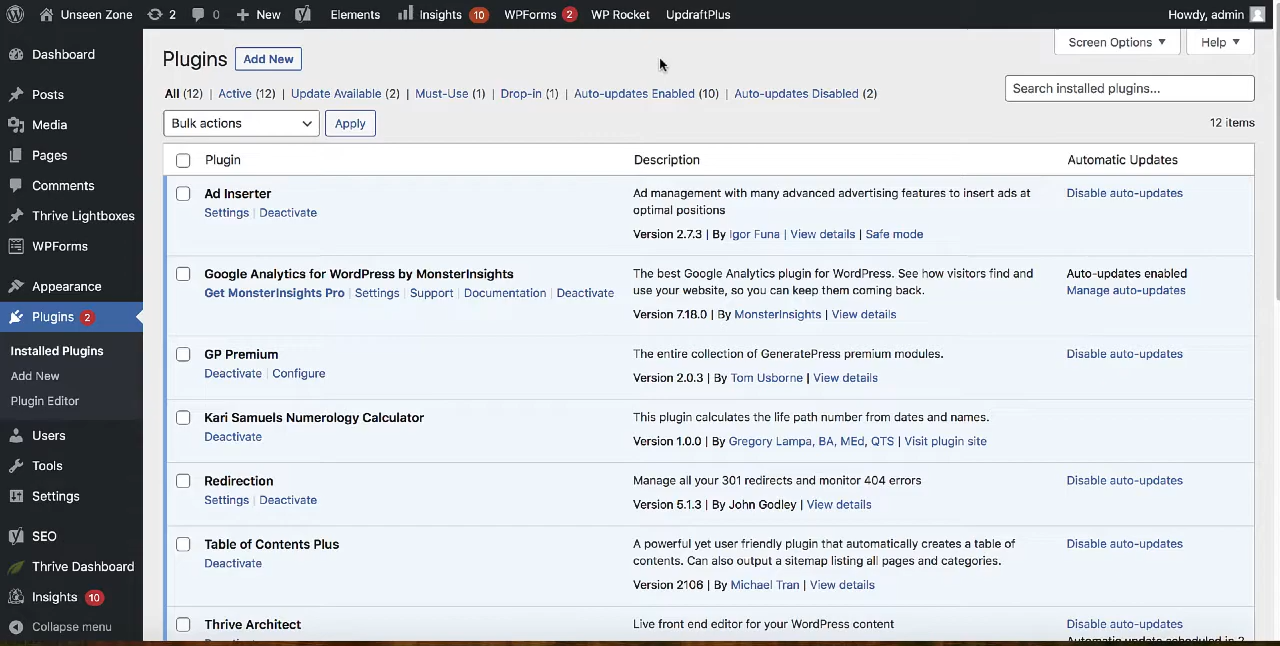 Unseen Zone 2 0 New Elements Insights 10 WPForms 2 WP Rocket UpdraftPlus Howdy, admin
Dashboard
Posts
Media
Pages
Comments
Thrive Lightboxes
WPForms
Appearance
Plugins 2
Installed Plugins
Add New
Plugin Editor
Users
Tools
Settings
SEO
Thrive Dashboard
Insights 10
Collapse menu
Screen Options ▼ Help ▼
Plugins Add New
All (12) | Active (12) | Update Available (2) | Must-Use (1) | Drop-in (1) | Auto-updates Enabled (10) | Auto-updates Disabled (2)
Search installed plugins...
Bulk actions Apply
12 items
Plugin Description Automatic Updates
Ad Inserter
Settings | Deactivate
Ad management with many advanced advertising features to insert ads at
optimal positions
Version 2.7.3 | By Igor Funa | View details | Safe mode
Disable auto-updates
Google Analytics for WordPress by MonsterInsights
Get MonsterInsights Pro | Settings | Support | Documentation | Deactivate
The best Google Analytics plugin for WordPress. See how visitors find and
use your website, so you can keep them coming back.
Version 7.18.0 | By MonsterInsights | View details
Auto-updates enabled
Manage auto-updates
GP Premium
Deactivate | Configure
The entire collection of GeneratePress premium modules.
Version 2.0.3 | By Tom Usborne | View details
Disable auto-updates
Kari Samuels Numerology Calculator
Deactivate
This plugin calculates the life path number from dates and names.
Version 1.0.0 | By Gregory Lampa, BA, MEd, QTS | Visit plugin site
Redirection
Settings | Deactivate
Manage all your 301 redirects and monitor 404 errors
Version 5.1.3 | By John Godley | View details
Disable auto-updates
Table of Contents Plus
Deactivate
A powerful yet user friendly plugin that automatically creates a table of
contents. Can also output a sitemap listing all pages and categories.
Version 2106 | By Michael Tran | View details
Disable auto-updates
Thrive Architect
Live front end editor for your WordPress content
Disable auto-updates
Automatic update scheduled in 2